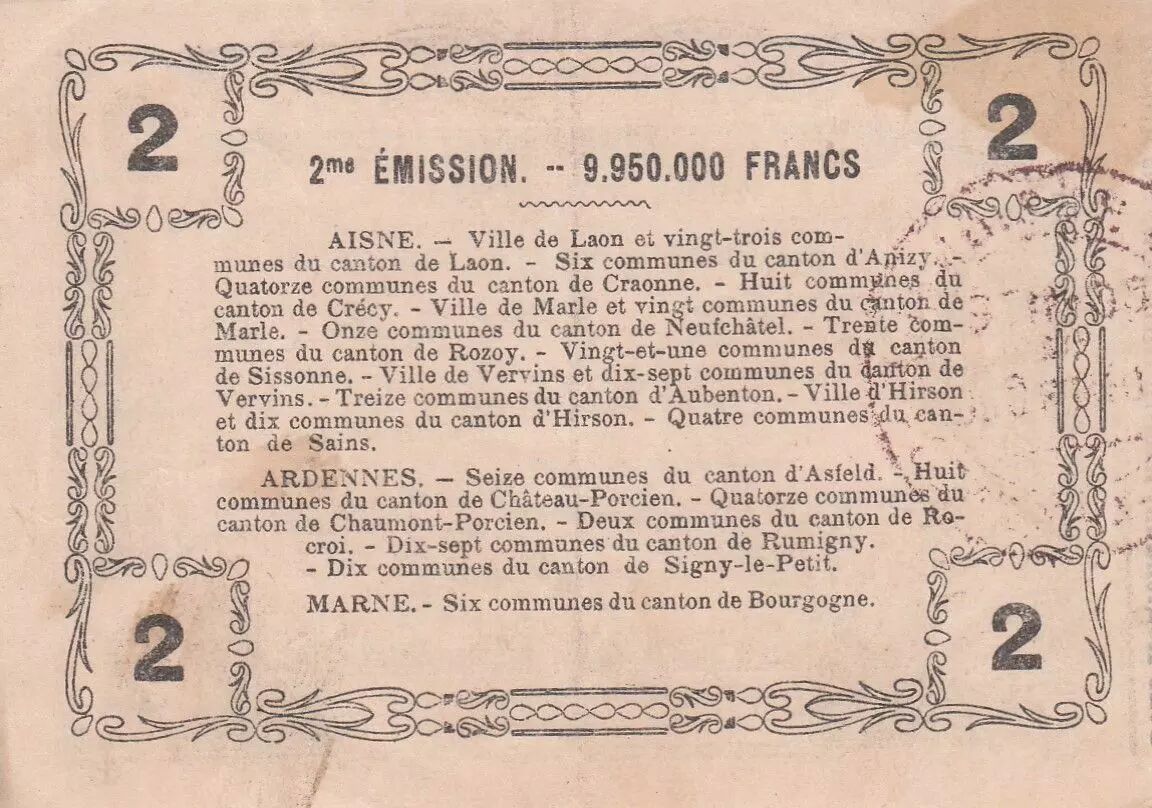 2 2
2me ÉMISSION. -- 9.950.000 FRANCS
AISNE. — Ville de Laon et vingt-trois com-
munes du canton de Laon. - Six communes du canton d'Anizy. -
Quatorze communes du canton de Craonne. - Huit communes du
canton de Crécy. - Ville de Marle et vingt communes du canton de
Marle. - Onze communes du canton de Neufchâtel. - Trente com-
munes du canton de Rozoy. - Vingt-et-une communes du canton
de Sissonne. - Ville de Vervins et dix-sept communes du canton de
Vervins. - Treize communes du canton d'Aubenton. - Ville d'Hirson
et dix communes du canton d'Hirson. - Quatre communes du can-
ton de Sains.
ARDENNES. — Seize communes du canton d'Asfeld. - Huit
communes du canton de Château-Porcien. - Quatorze communes du
canton de Chaumont-Porcien. - Deux communes du canton de Ro-
croi. - Dix-sept communes du canton de Rumigny.
- Dix communes du canton de Signy-le-Petit.
MARNE. - Six communes du canton de Bourgogne.
2 2